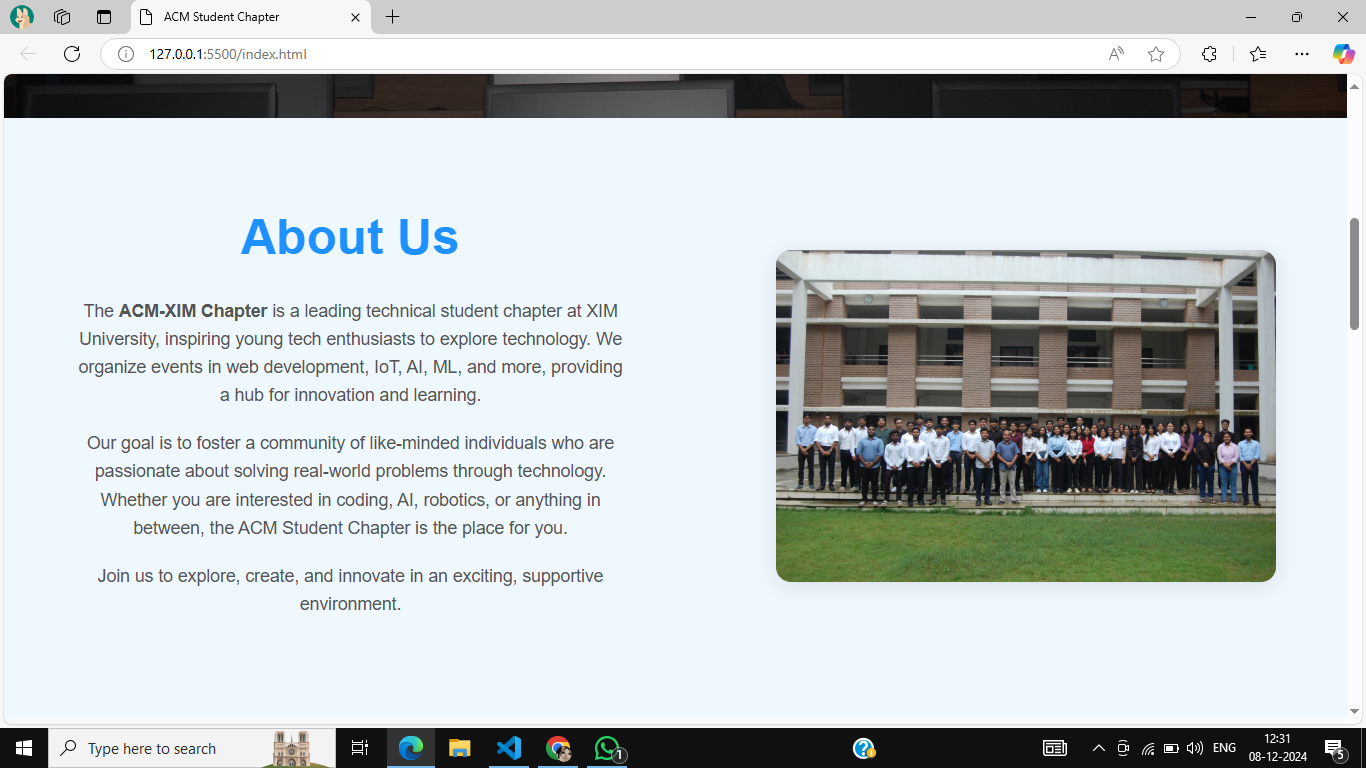 ACM Student Chapter
127.0.0.1:5500/index.html
About Us
The ACM-XIM Chapter is a leading technical student chapter at XIM
University, inspiring young tech enthusiasts to explore technology. We
organize events in web development, IoT, AI, ML, and more, providing
a hub for innovation and learning.
Our goal is to foster a community of like-minded individuals who are
passionate about solving real-world problems through technology.
Whether you are interested in coding, AI, robotics, or anything in
between, the ACM Student Chapter is the place for you.
Join us to explore, create, and innovate in an exciting, supportive
environment.
Type here to search
1
ENG
12:31
08-12-2024
5